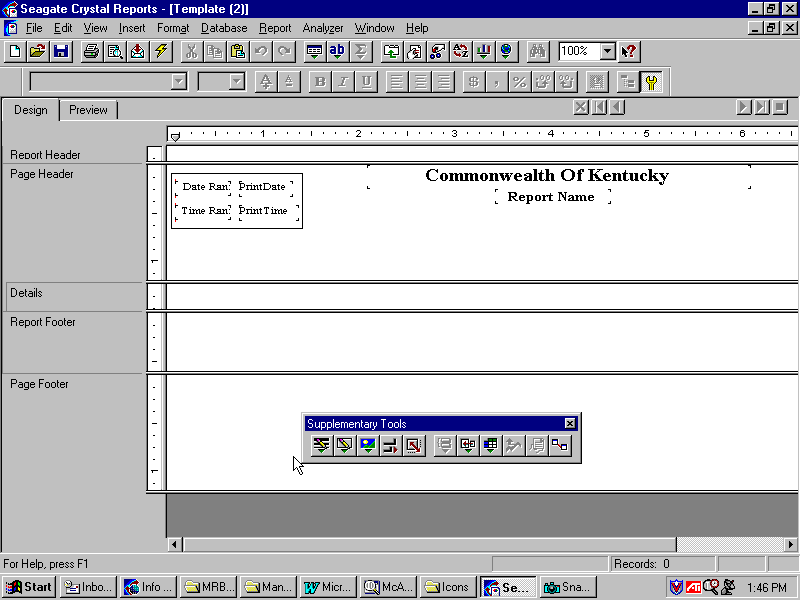 Seagate Crystal Reports - [Template (2)]
File Edit View Insert Format Database Report Analyzer Window Help
ab 100%
B I U $ , %
Design Preview
1 2 3 4 5 6
Report Header
Page Header
Commonwealth Of Kentucky
Date Ran: PrintDate
Report Name
Time Ran: PrintTime
1
Details
Report Footer
Page Footer
Supplementary Tools
1
For Help, press F1
Records: 0
Start Inbo... Info ... MRB... Man... Micr... McA... Icons Se... Sna... 1:46 PM